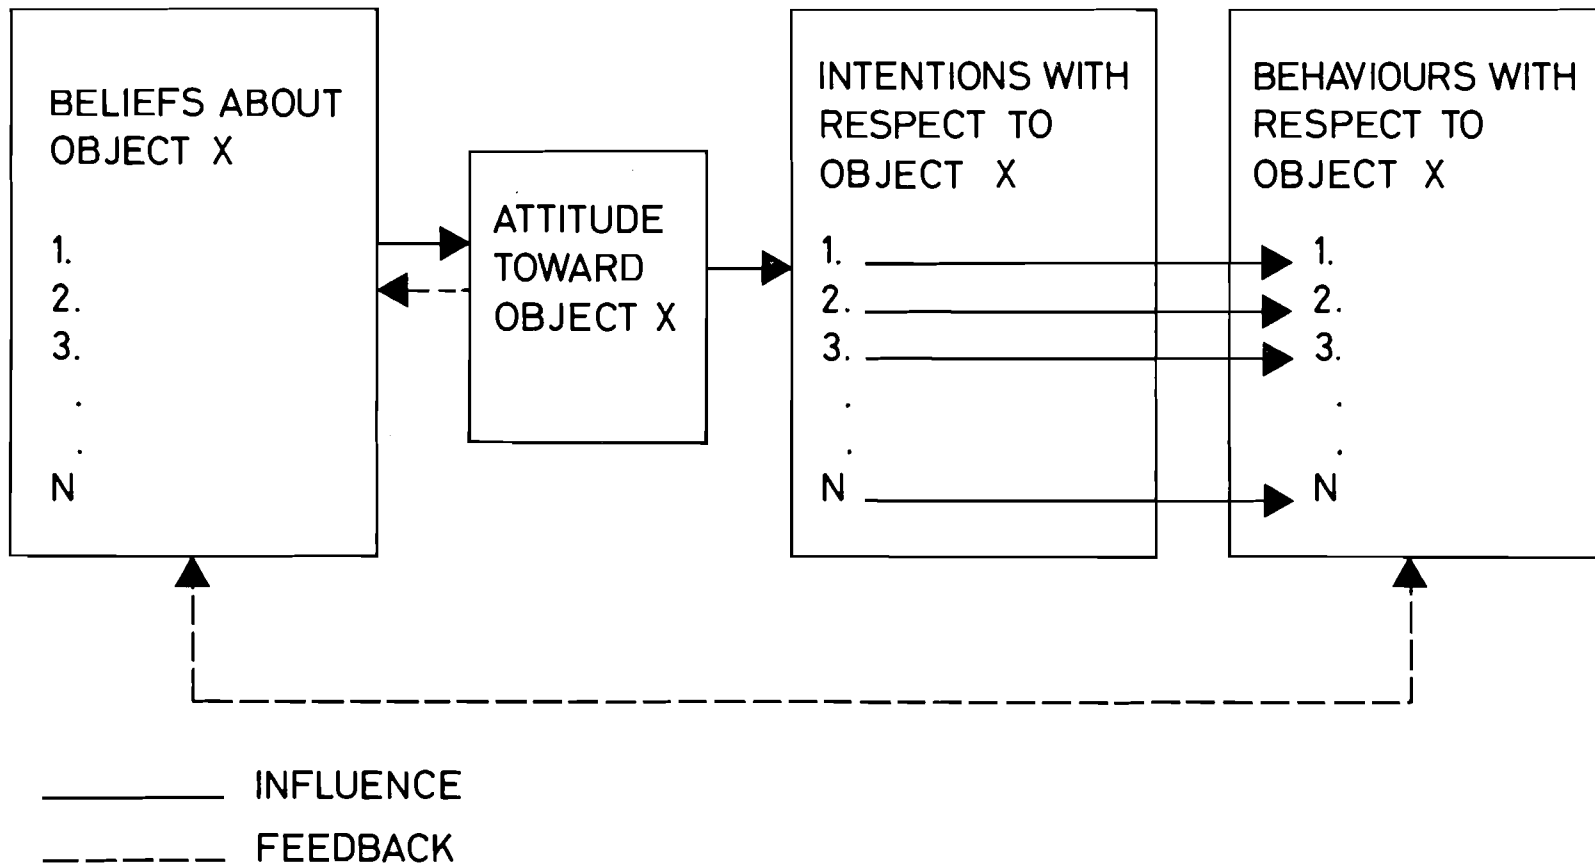 BELIEFS ABOUT
OBJECT X
1.
2.
3.
.
.
N
ATTITUDE
TOWARD
OBJECT X
INTENTIONS WITH
RESPECT TO
OBJECT X
1.
2.
3.
.
.
N
BEHAVIOURS WITH
RESPECT TO
OBJECT X
1.
2.
3.
.
.
N
INFLUENCE
FEEDBACK